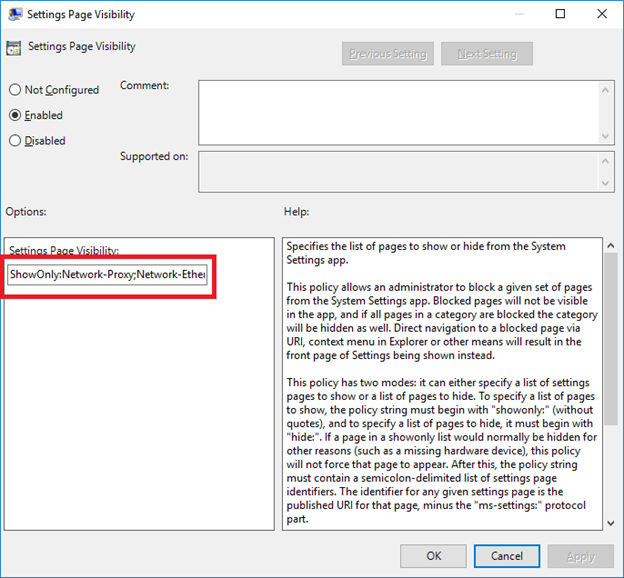 Settings Page Visibility
Settings Page Visibility
Previous Setting
Next Setting
Not Configured
Comment:
Enabled
Disabled
Supported on:
Options:
Help:
Settings Page Visibility:
ShowOnly:Network-Proxy;Network-Ether
Specifies the list of pages to show or hide from the System
Settings app.
This policy allows an administrator to block a given set of pages
from the System Settings app. Blocked pages will not be visible
in the app, and if all pages in a category are blocked the category
will be hidden as well. Direct navigation to a blocked page via
URI, context menu in Explorer or other means will result in the
front page of Settings being shown instead.
This policy has two modes: it can either specify a list of settings
pages to show or a list of pages to hide. To specify a list of pages
to show, the policy string must begin with "showonly:" (without
quotes), and to specify a list of pages to hide, it must begin with
"hide:". If a page in a showonly list would normally be hidden for
other reasons (such as a missing hardware device), this policy
will not force that page to appear. After this, the policy string
must contain a semicolon-delimited list of settings page
identifiers. The identifier for any given settings page is the
published URI for that page, minus the "ms-settings:" protocol
part.
OK
Cancel
Apply